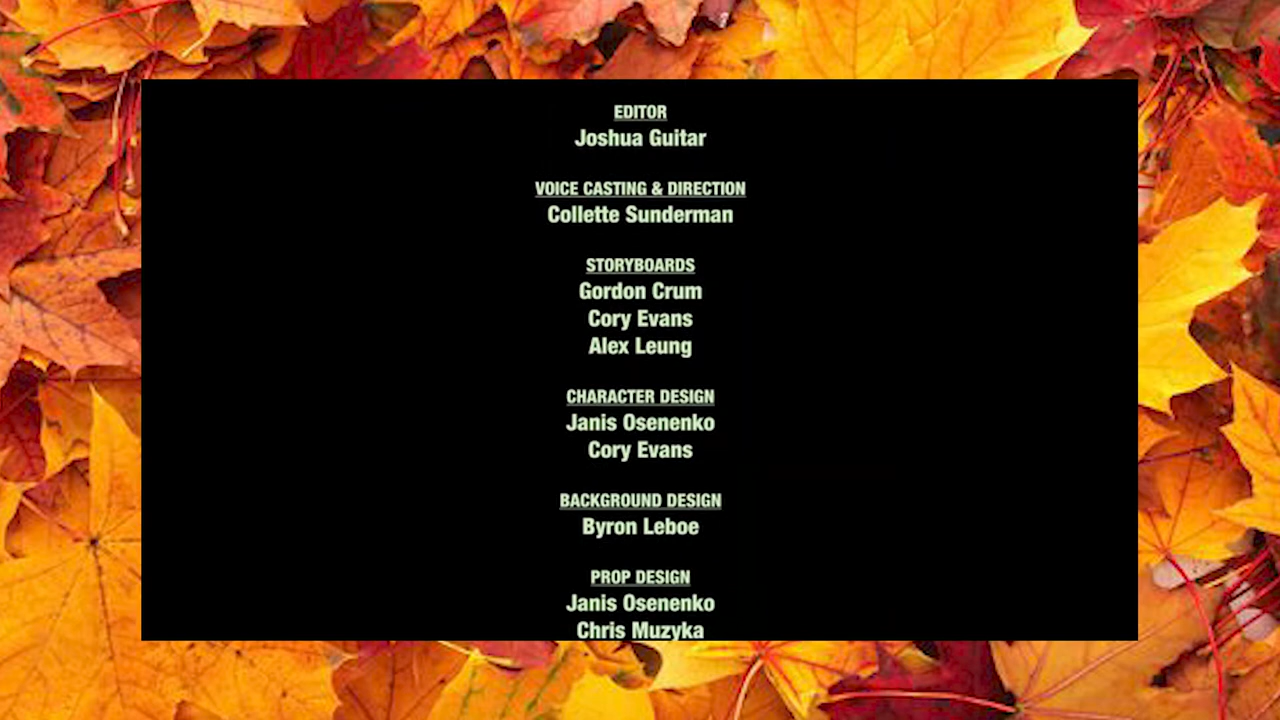 EDITOR
Joshua Guitar
VOICE CASTING & DIRECTION
Collette Sunderman
STORYBOARDS
Gordon Crum
Cory Evans
Alex Leung
CHARACTER DESIGN
Janis Osenenko
Cory Evans
BACKGROUND DESIGN
Byron Leboe
PROP DESIGN
Janis Osenenko
Chris Muzyka